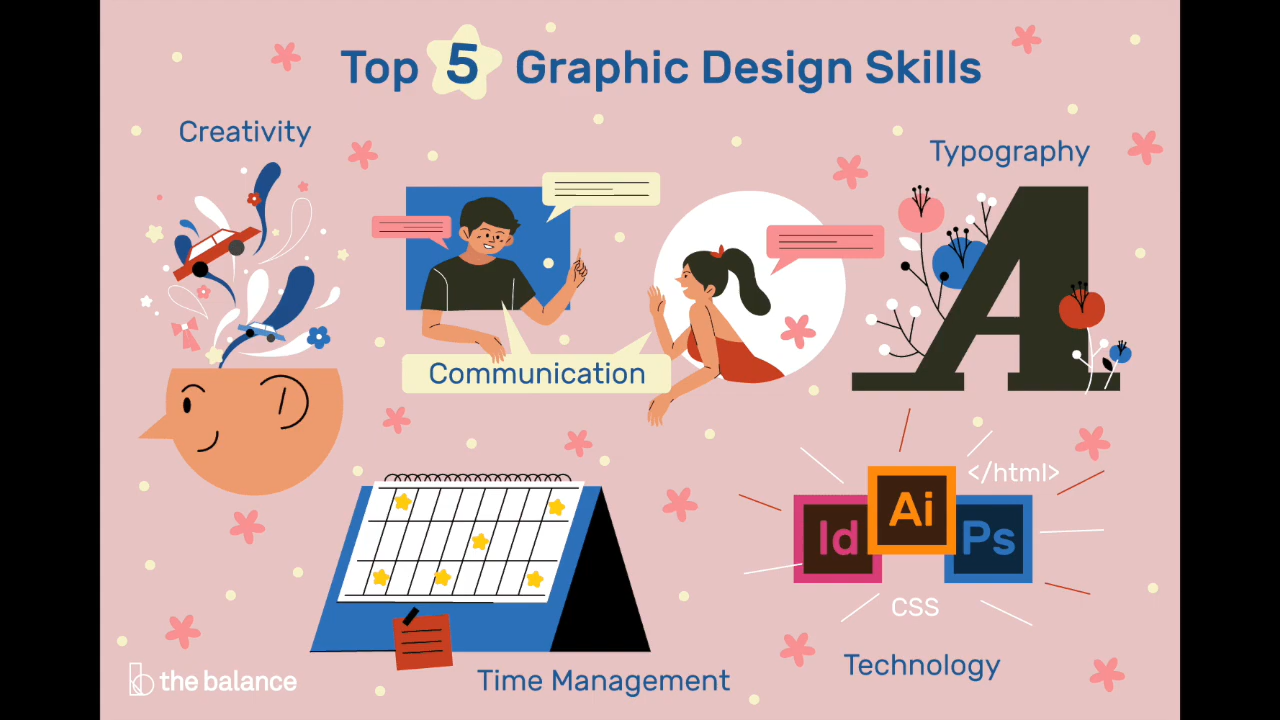 Top 5 Graphic Design Skills
Creativity
Typography
Communication
A
</html>
Id Ai Ps
CSS
Technology
Time Management
b the balance